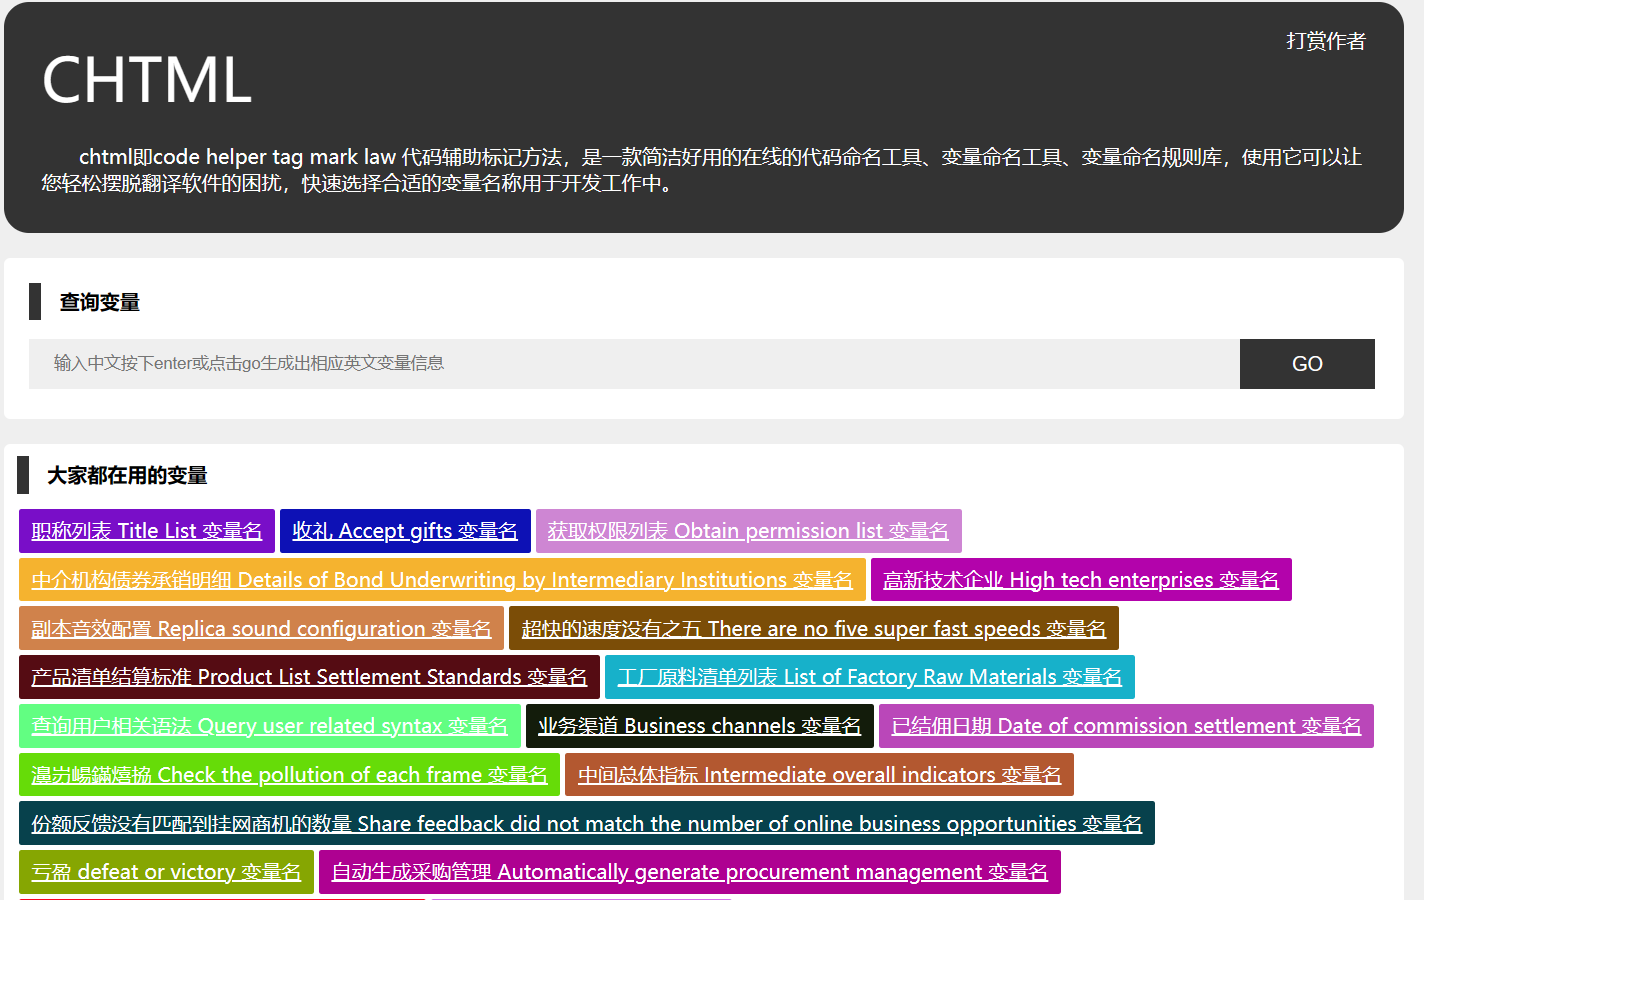 打赏作者
CHTML
chtml即code helper tag mark law 代码辅助标记方法，是一款简洁好用的在线的代码命名工具、变量命名工具、变量命名规则库，使用它可以让
您轻松摆脱翻译软件的困扰，快速选择合适的变量名称用于开发工作中。
查询变量
输入中文按下enter或点击go生成出相应英文变量信息 GO
大家都在用的变量
职称列表 Title List 变量名 收礼 Accept gifts 变量名 获取权限列表 Obtain permission list 变量名
中介机构债券承销明细 Details of Bond Underwriting by Intermediary Institutions 变量名 高新技术企业 High tech enterprises 变量名
副本音效配置 Replica sound configuration 变量名 超快的速度没有之五 There are no five super fast speeds 变量名
产品清单结算标准 Product List Settlement Standards 变量名 工厂原料清单列表 List of Factory Raw Materials 变量名
查询用户相关语法 Query user related syntax 变量名 业务渠道 Business channels 变量名 已结佣日期 Date of commission settlement 变量名
Check the pollution of each frame 变量名 中间总体指标 Intermediate overall indicators 变量名
份额反馈没有匹配到挂网商机的数量 Share feedback did not match the number of online business opportunities 变量名
亏盈 defeat or victory 变量名 自动生成采购管理 Automatically generate procurement management 变量名